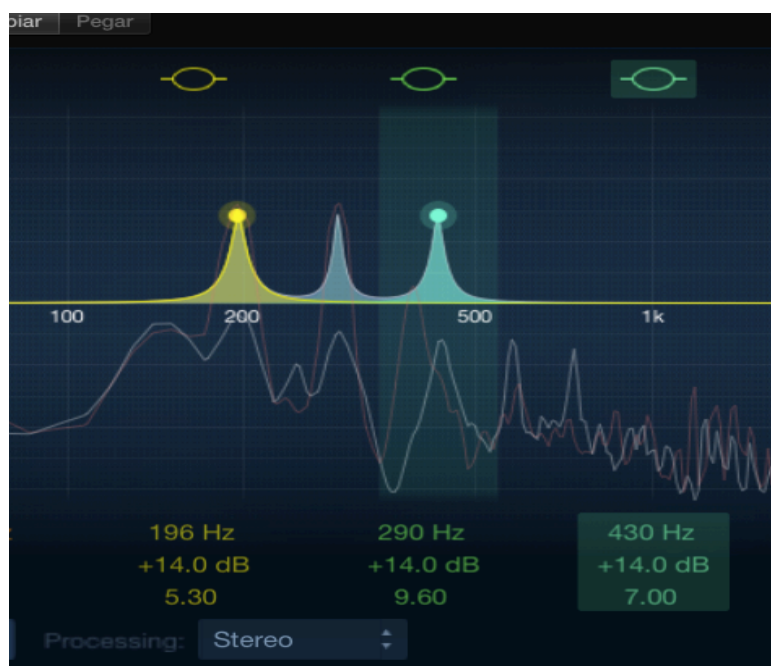 piar Pegar
100 200 500 1k
196 Hz 290 Hz 430 Hz
+14.0 dB +14.0 dB +14.0 dB
5.30 9.60 7.00
Processing: Stereo